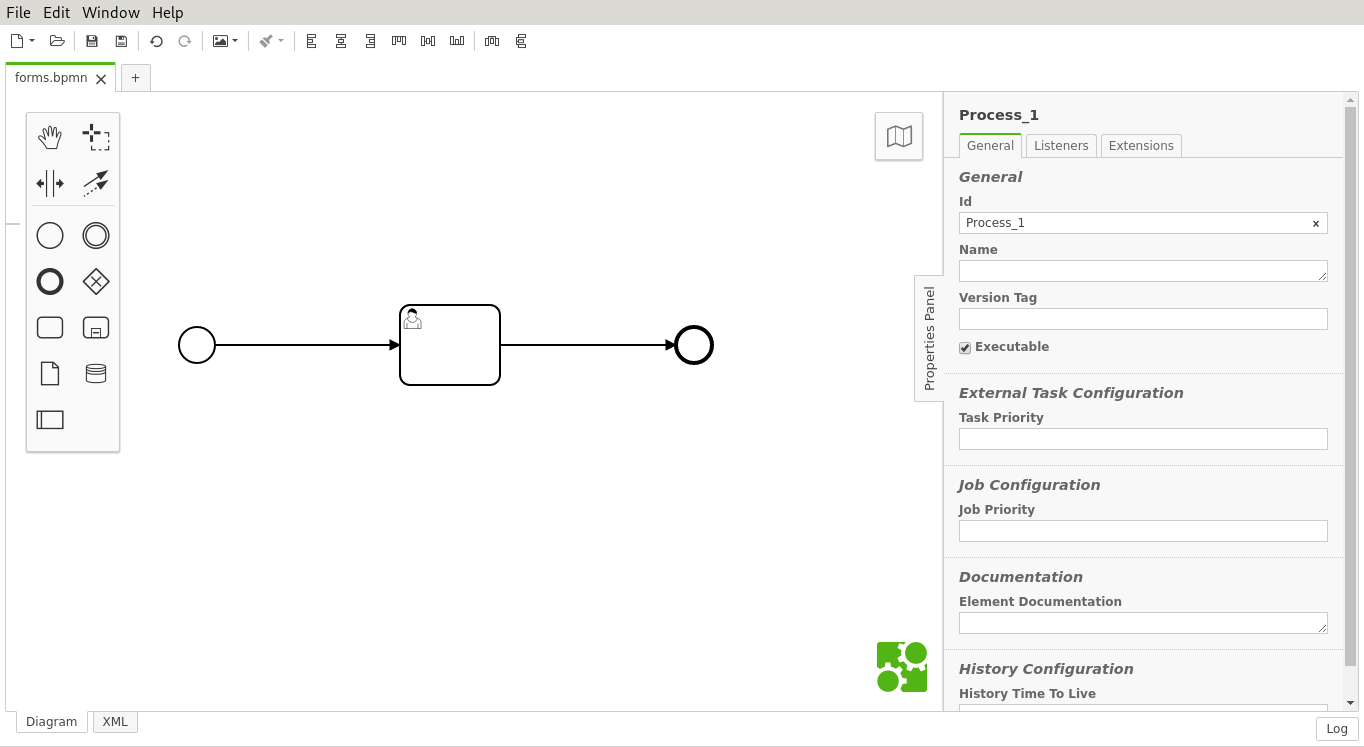 File Edit Window Help
forms.bpmn +
Process_1
General Listeners Extensions
General
Id
Process_1 x
Name
Version Tag
Executable
Properties Panel
External Task Configuration
Task Priority
Job Configuration
Job Priority
Documentation
Element Documentation
History Configuration
History Time To Live
Diagram XML
Log